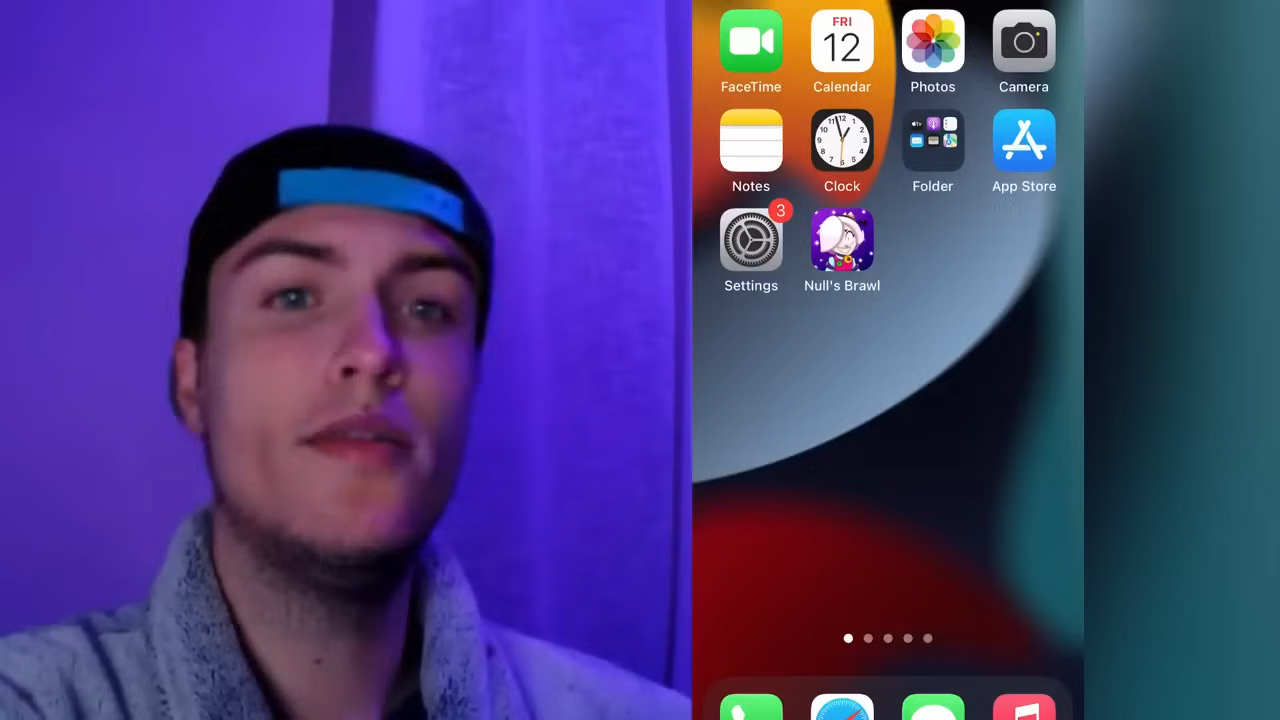 FRI
12
FaceTime
Calendar
Photos
Camera
Notes
Clock
Folder
App Store
3
Settings
Null's Brawl